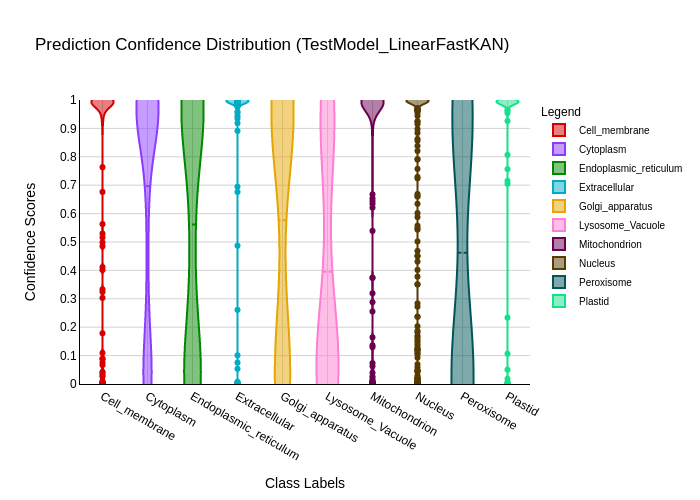 Prediction Confidence Distribution (TestModel_LinearFastKAN)
Confidence Scores
1
0.9
0.8
0.7
0.6
0.5
0.4
0.3
0.2
0.1
0
Cell_membrane
Cytoplasm
Endoplasmic_reticulum
Extracellular
Golgi_apparatus
Lysosome_Vacuole
Mitochondrion
Nucleus
Peroxisome
Plastid
Class Labels
Legend
Cell_membrane
Cytoplasm
Endoplasmic_reticulum
Extracellular
Golgi_apparatus
Lysosome_Vacuole
Mitochondrion
Nucleus
Peroxisome
Plastid